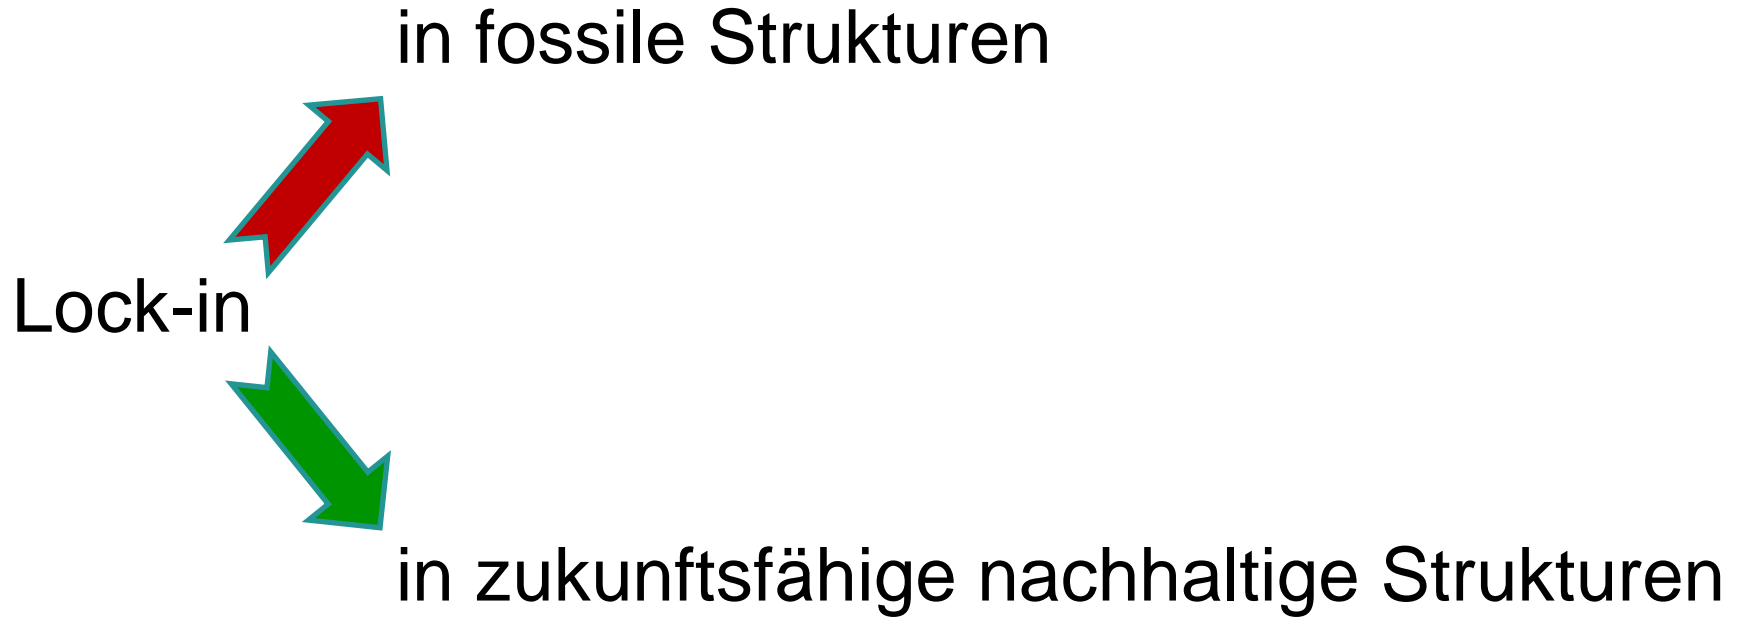 in fossile Strukturen
Lock-in
in zukunftsfähige nachhaltige Strukturen